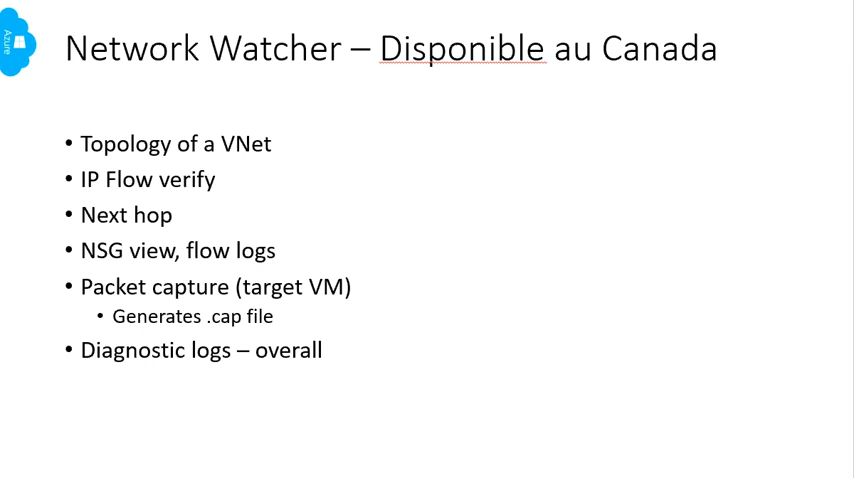 Azure
Network Watcher – Disponible au Canada
• Topology of a VNet
• IP Flow verify
• Next hop
• NSG view, flow logs
• Packet capture (target VM)
• Generates .cap file
• Diagnostic logs – overall